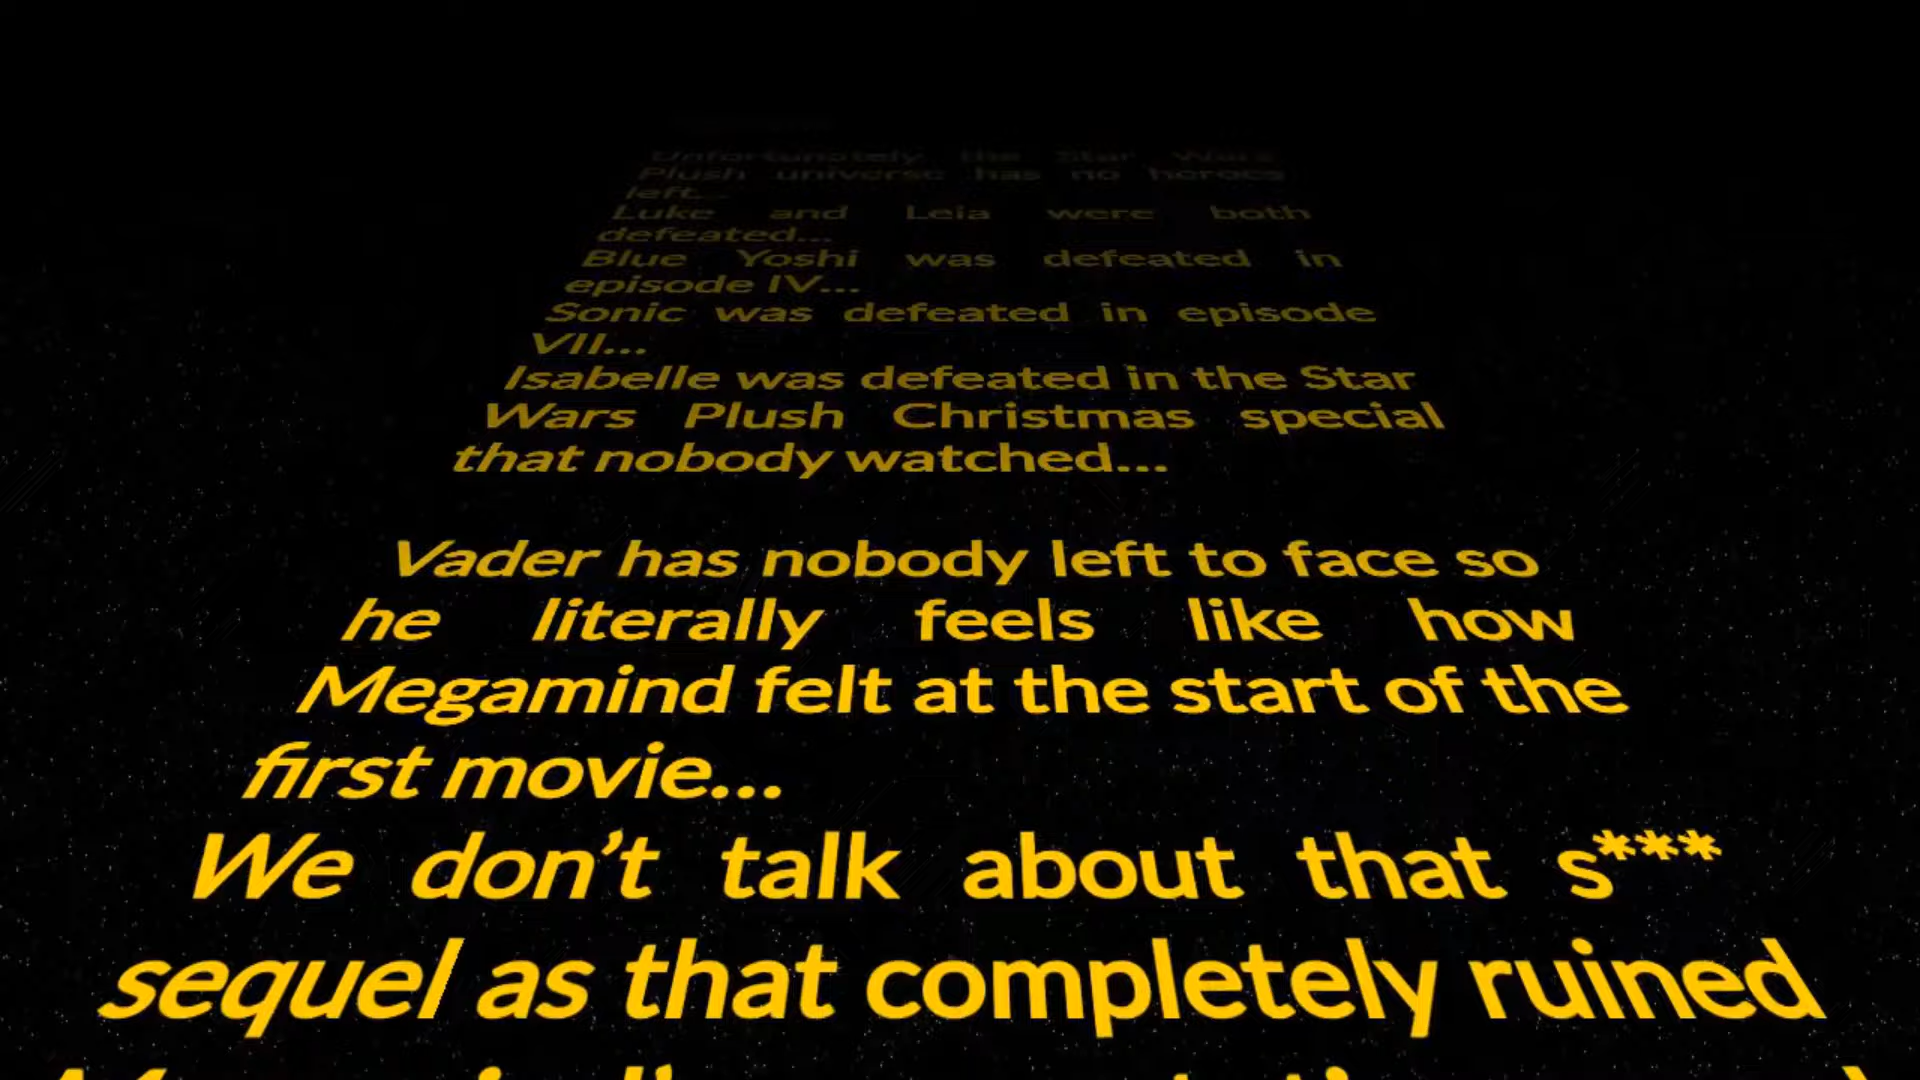 Unfortunately the Star Wars
Plush universe has no heroes
left...
Luke and Leia were both
defeated...
Blue Yoshi was defeated in
episode IV...
Sonic was defeated in episode
VII...
Isabelle was defeated in the Star
Wars Plush Christmas special
that nobody watched...
Vader has nobody left to face so
he literally feels like how
Megamind felt at the start of the
first movie...
We don’t talk about that s***
sequel as that completely ruined